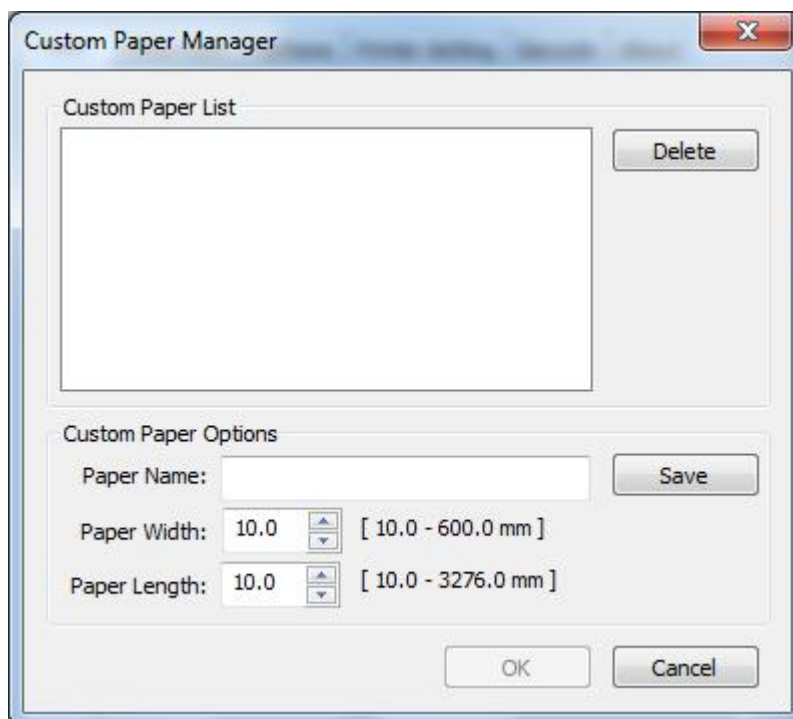 Custom Paper Manager
Custom Paper List
Delete
Custom Paper Options
Paper Name:
Save
Paper Width: 10.0 [ 10.0 - 600.0 mm ]
Paper Length: 10.0 [ 10.0 - 3276.0 mm ]
OK Cancel